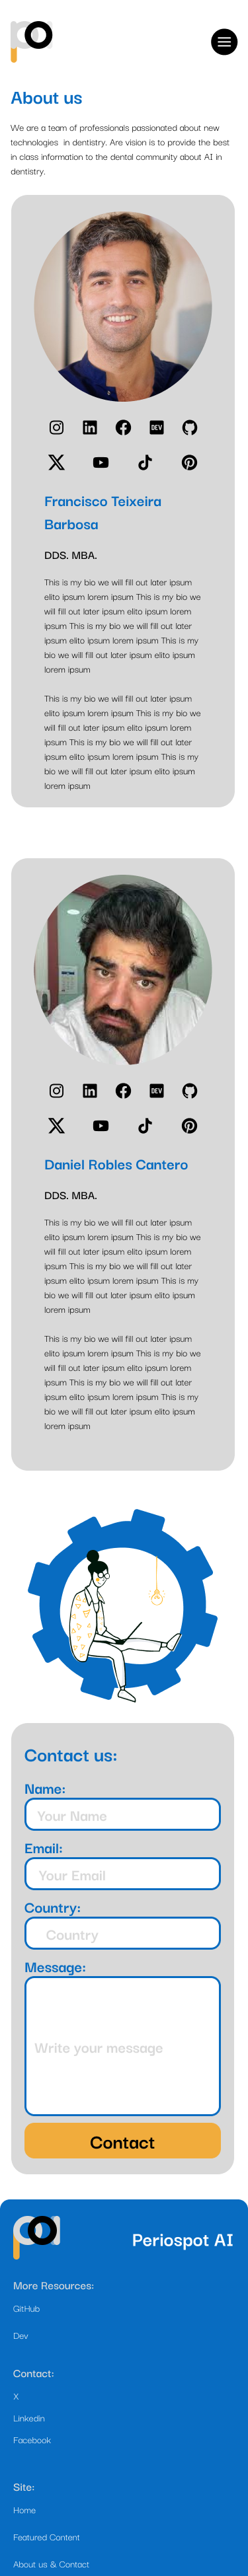 About us
We are a team of professionals passionated about new
technologies in dentistry. Are vision is to provide the best
in class information to the dental community about AI in
dentistry.
DEV
Francisco Teixeira
Barbosa
DDS. MBA.
This is my bio we will fill out later ipsum
elito ipsum lorem ipsum This is my bio we
will fill out later ipsum elito ipsum lorem
ipsum This is my bio we will fill out later
ipsum elito ipsum lorem ipsum This is my
bio we will fill out later ipsum elito ipsum
lorem ipsum
This is my bio we will fill out later ipsum
elito ipsum lorem ipsum This is my bio we
will fill out later ipsum elito ipsum lorem
ipsum This is my bio we will fill out later
ipsum elito ipsum lorem ipsum This is my
bio we will fill out later ipsum elito ipsum
lorem ipsum
DEV
Daniel Robles Cantero
DDS. MBA.
This is my bio we will fill out later ipsum
elito ipsum lorem ipsum This is my bio we
will fill out later ipsum elito ipsum lorem
ipsum This is my bio we will fill out later
ipsum elito ipsum lorem ipsum This is my
bio we will fill out later ipsum elito ipsum
lorem ipsum
This is my bio we will fill out later ipsum
elito ipsum lorem ipsum This is my bio we
will fill out later ipsum elito ipsum lorem
ipsum This is my bio we will fill out later
ipsum elito ipsum lorem ipsum This is my
bio we will fill out later ipsum elito ipsum
lorem ipsum
Contact us:
Name:
Your Name
Email:
Your Email
Country:
Country
Message:
Write your message
Contact
Periospot AI
More Resources:
GitHub
Dev
Contact:
X
Linkedin
Facebook
Site:
Home
Featured Content
About us & Contact